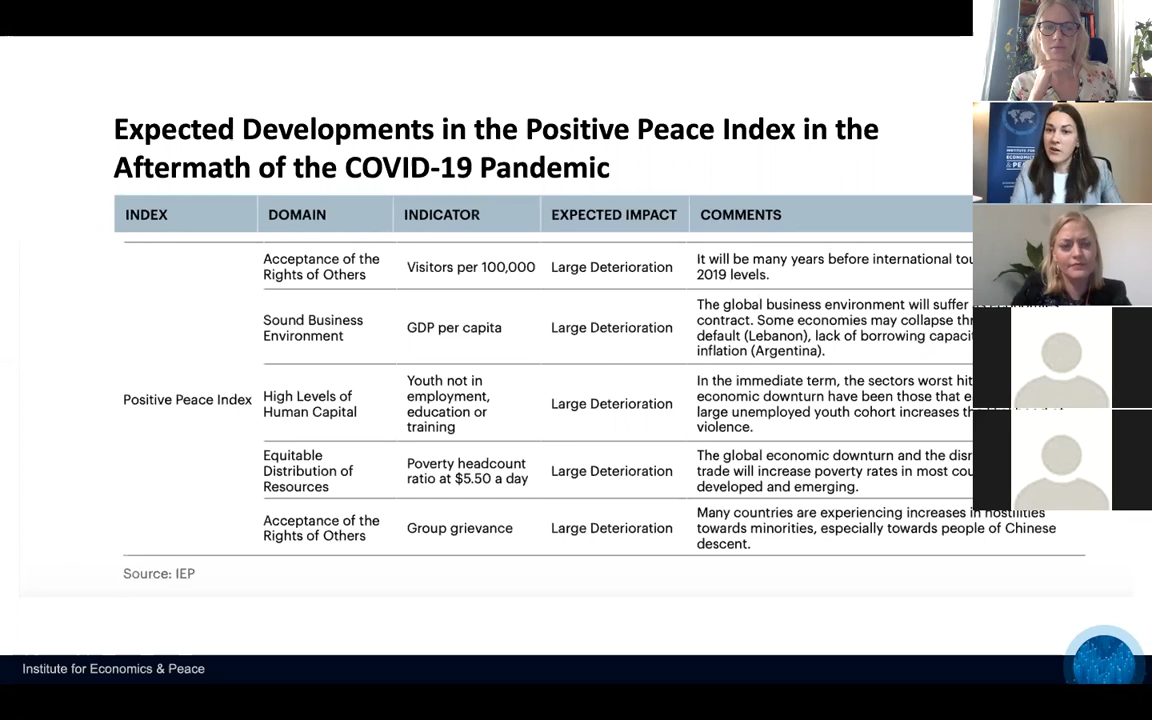 Expected Developments in the Positive Peace Index in the
Aftermath of the COVID-19 Pandemic
INDEX DOMAIN INDICATOR EXPECTED IMPACT COMMENTS
Positive Peace Index
Acceptance of the
Rights of Others
Visitors per 100,000
Large Deterioration
It will be many years before international
2019 levels.
Sound Business
Environment
GDP per capita
Large Deterioration
The global business environment will suffer
contract. Some economies may collapse
default (Lebanon), lack of borrowing
inflation (Argentina).
High Levels of
Human Capital
Youth not in
employment,
education or
training
Large Deterioration
In the immediate term, the sectors worst hit
economic downturn have been those that
large unemployed youth cohort increases
violence.
Equitable
Distribution of
Resources
Poverty headcount
ratio at $5.50 a day
Large Deterioration
The global economic downturn and the
trade will increase poverty rates in most
developed and emerging.
Acceptance of the
Rights of Others
Group grievance
Large Deterioration
Many countries are experiencing increases in hostilities
towards minorities, especially towards people of Chinese
descent.
Source: IEP
Institute for Economics & Peace
INSTITUTE FOR
ECONOMICS
& PEACE